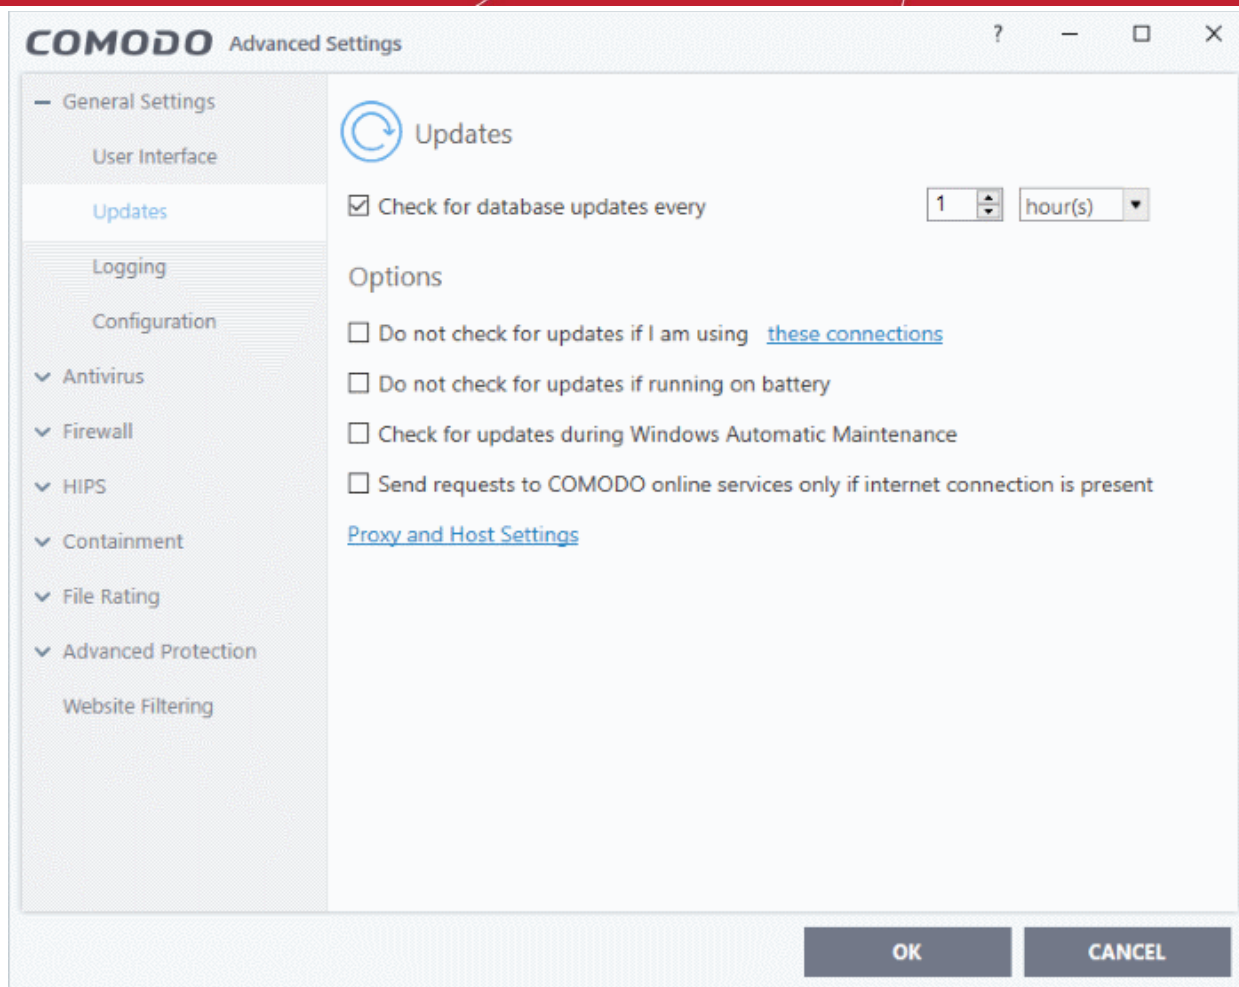 COMODO Advanced Settings ?
General Settings
User Interface
Updates
Logging
Configuration
Antivirus
Firewall
HIPS
Containment
File Rating
Advanced Protection
Website Filtering
Updates
Check for database updates every 1 hour(s)
Options
Do not check for updates if I am using these connections
Do not check for updates if running on battery
Check for updates during Windows Automatic Maintenance
Send requests to COMODO online services only if internet connection is present
Proxy and Host Settings
OK CANCEL